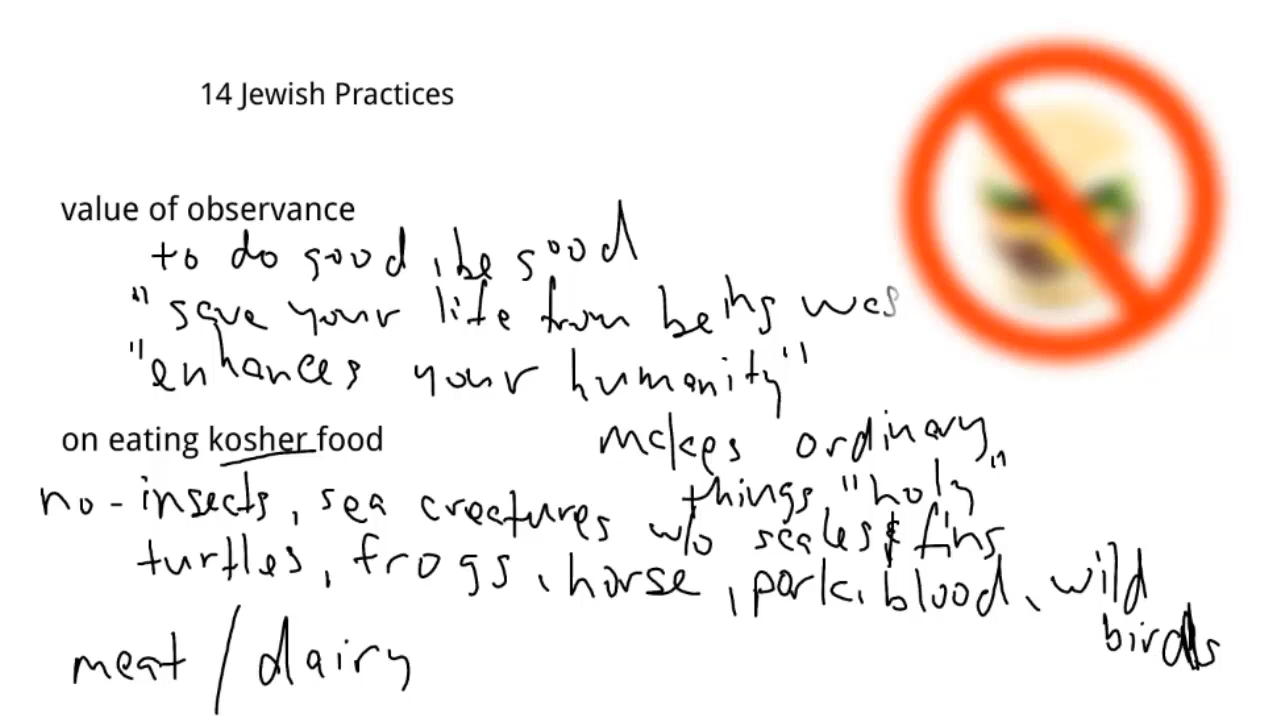 14 Jewish Practices
value of observance
to do good, be good
"save your life from being
"enhances your humanity"
on eating kosher food
makes ordinary
things "holy"
no - insects, sea creatures w/o scales & fins
turtles, frogs, horse, pork, blood, wild
birds
meat / dairy